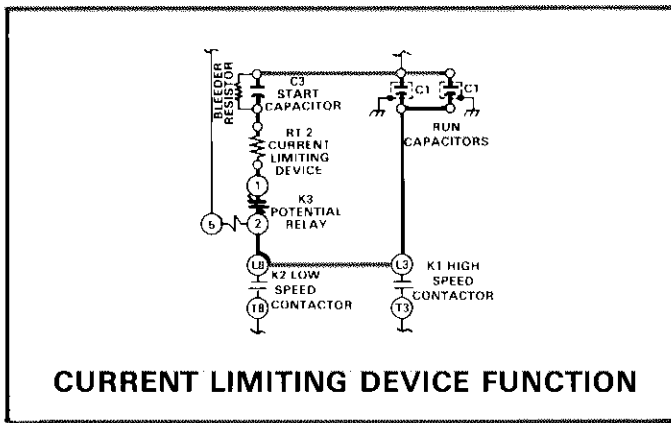 BLEEDER
RESISTOR
C3
START
CAPACITOR
C1
C1
RUN
CAPACITORS
RT 2
CURRENT
LIMITING
DEVICE
1
K3
POTENTIAL
RELAY
5
2
L8
L3
K2 LOW
SPEED
CONTACTOR
K1 HIGH
SPEED
CONTACTOR
T8
T3
CURRENT LIMITING DEVICE FUNCTION